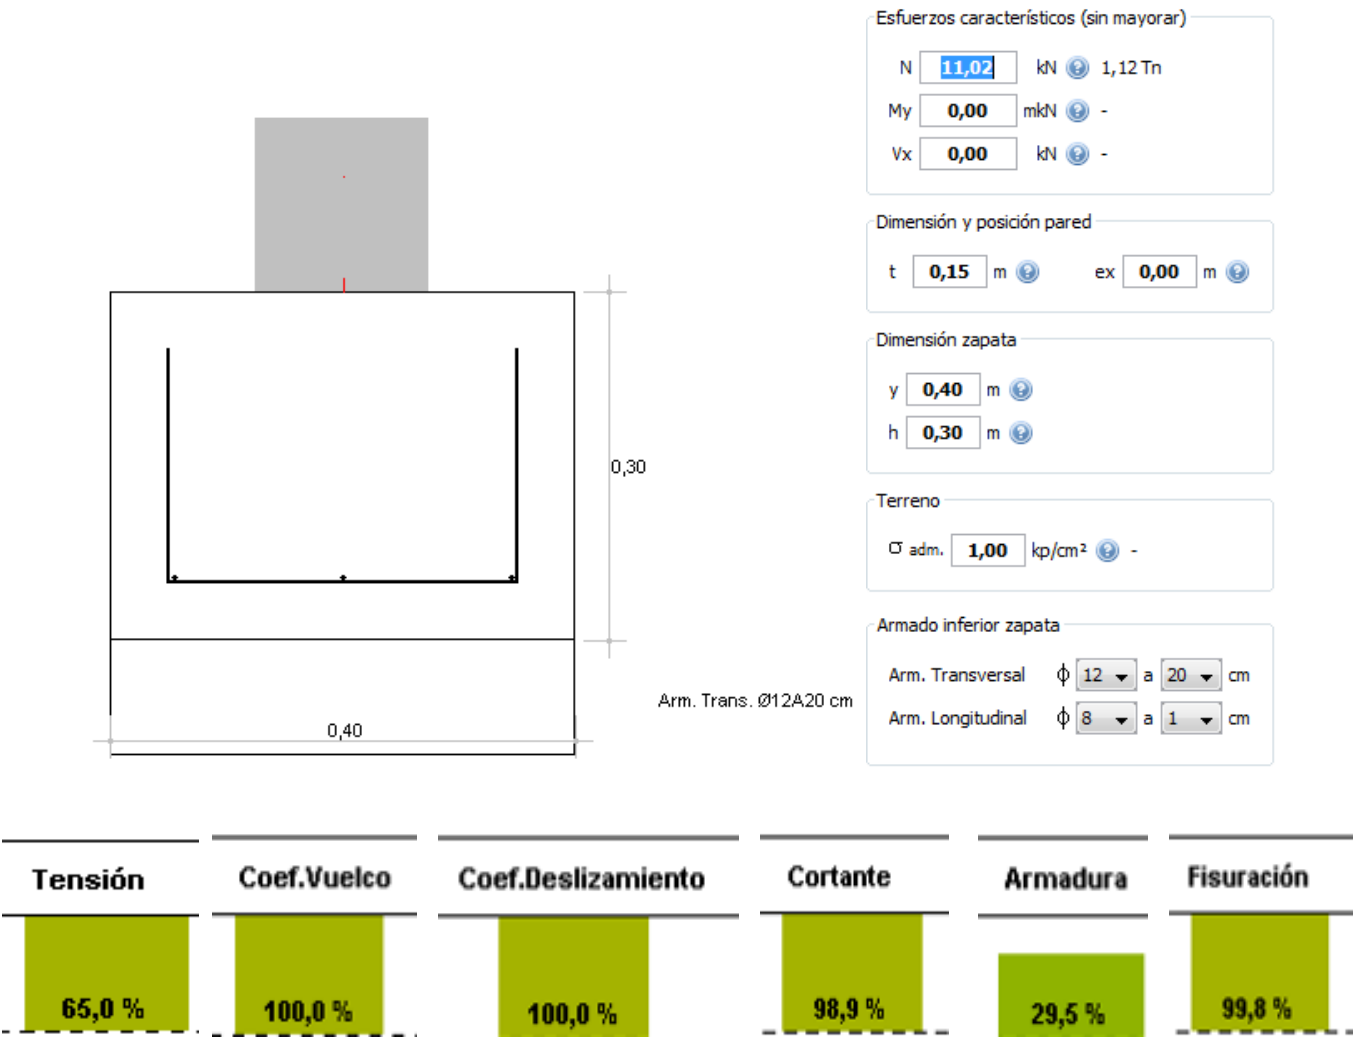 Esfuerzos característicos (sin mayorar)
N 11,02 kN ? 1,12 Tn
My 0,00 mkN ? -
Vx 0,00 kN ? -
Dimensión y posición pared
t 0,15 m ? ex 0,00 m ?
Dimensión zapata
y 0,40 m ?
h 0,30 m ?
0,30
Terreno
σ adm. 1,00 kp/cm² ? -
Armado inferior zapata
Arm. Transversal ϕ 12 a 20 cm
Arm. Trans. Ø12A20 cm
Arm. Longitudinal ϕ 8 a 1 cm
0,40
Tensión Coef.Vuelco Coef.Deslizamiento Cortante Armadura Fisuración
65,0 % 100,0 % 100,0 % 98,9 % 29,5 % 99,8 %